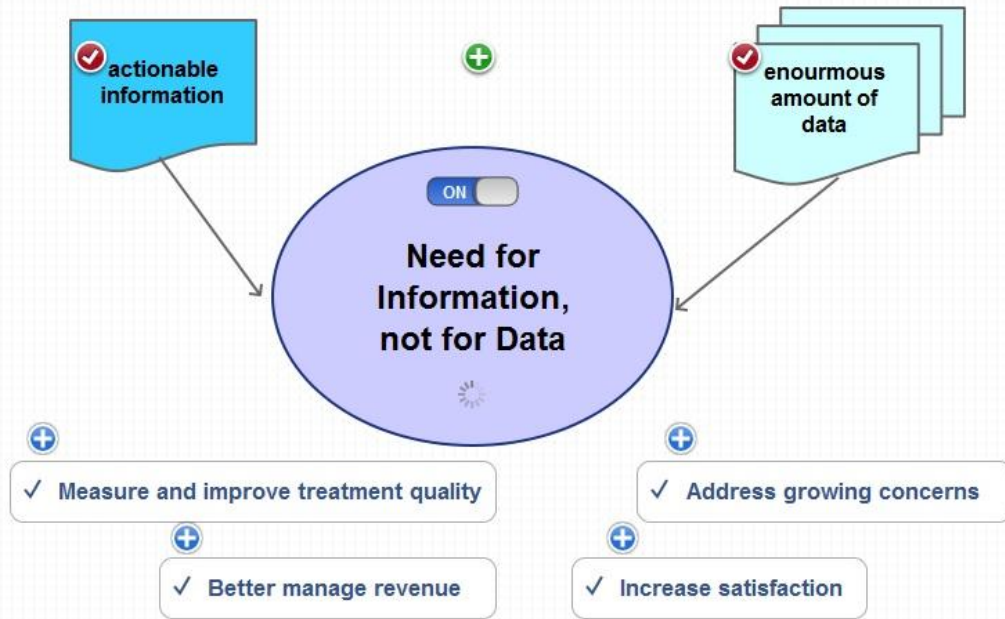 actionable
information
enourmous
amount of
data
ON
Need for
Information,
not for Data
Measure and improve treatment quality
Address growing concerns
Better manage revenue
Increase satisfaction